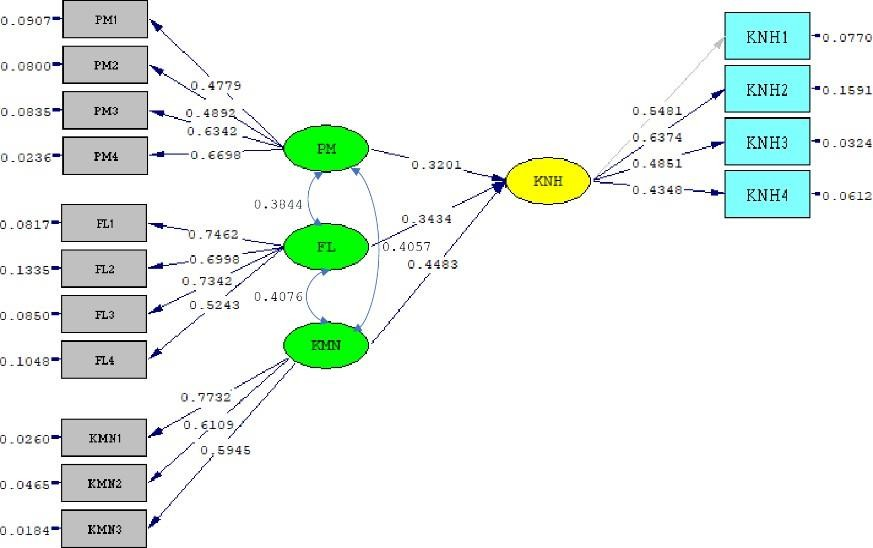 0.0907 PM1
0.0800 PM2
0.0835 PM3
0.0236 PM4
0.4779
0.4892
0.6342
0.6698
PM
0.0817 FL1
0.1335 FL2
0.0850 FL3
0.1048 FL4
0.7462
0.6998
0.7342
0.5243
FL
0.0260 KMN1
0.0465 KMN2
0.0184 KMN3
0.7732
0.6109
0.5945
KMN
0.3844
0.4076
0.4057
0.3201
0.3434
0.4483
KNH
0.5481
0.6374
0.4851
0.4348
KNH1 0.0770
KNH2 0.1591
KNH3 0.0324
KNH4 0.0612